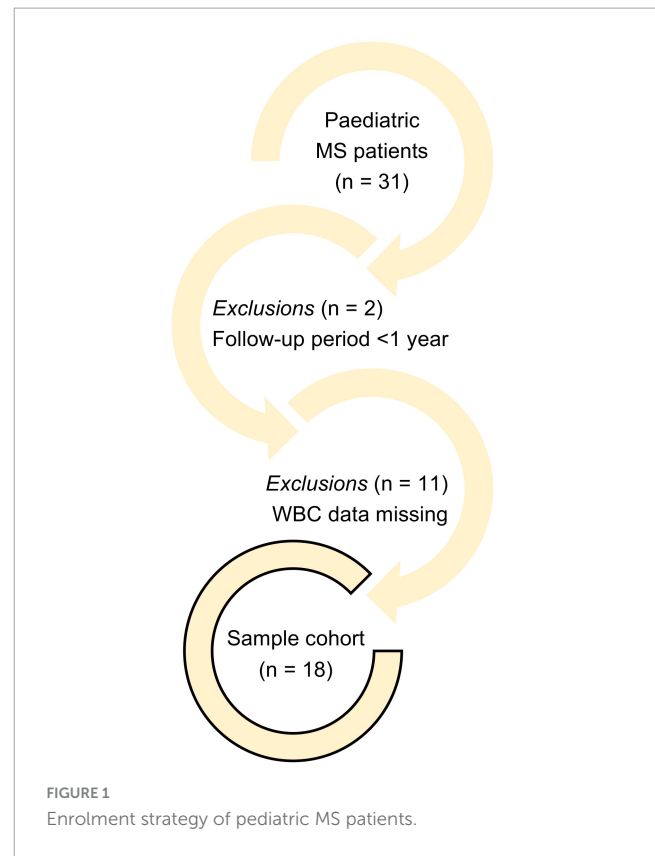 Paediatric
MS patients
(n = 31)
Exclusions (n = 2)
Follow-up period <1 year
Exclusions (n = 11)
WBC data missing
Sample cohort
(n = 18)
FIGURE 1
Enrolment strategy of pediatric MS patients.